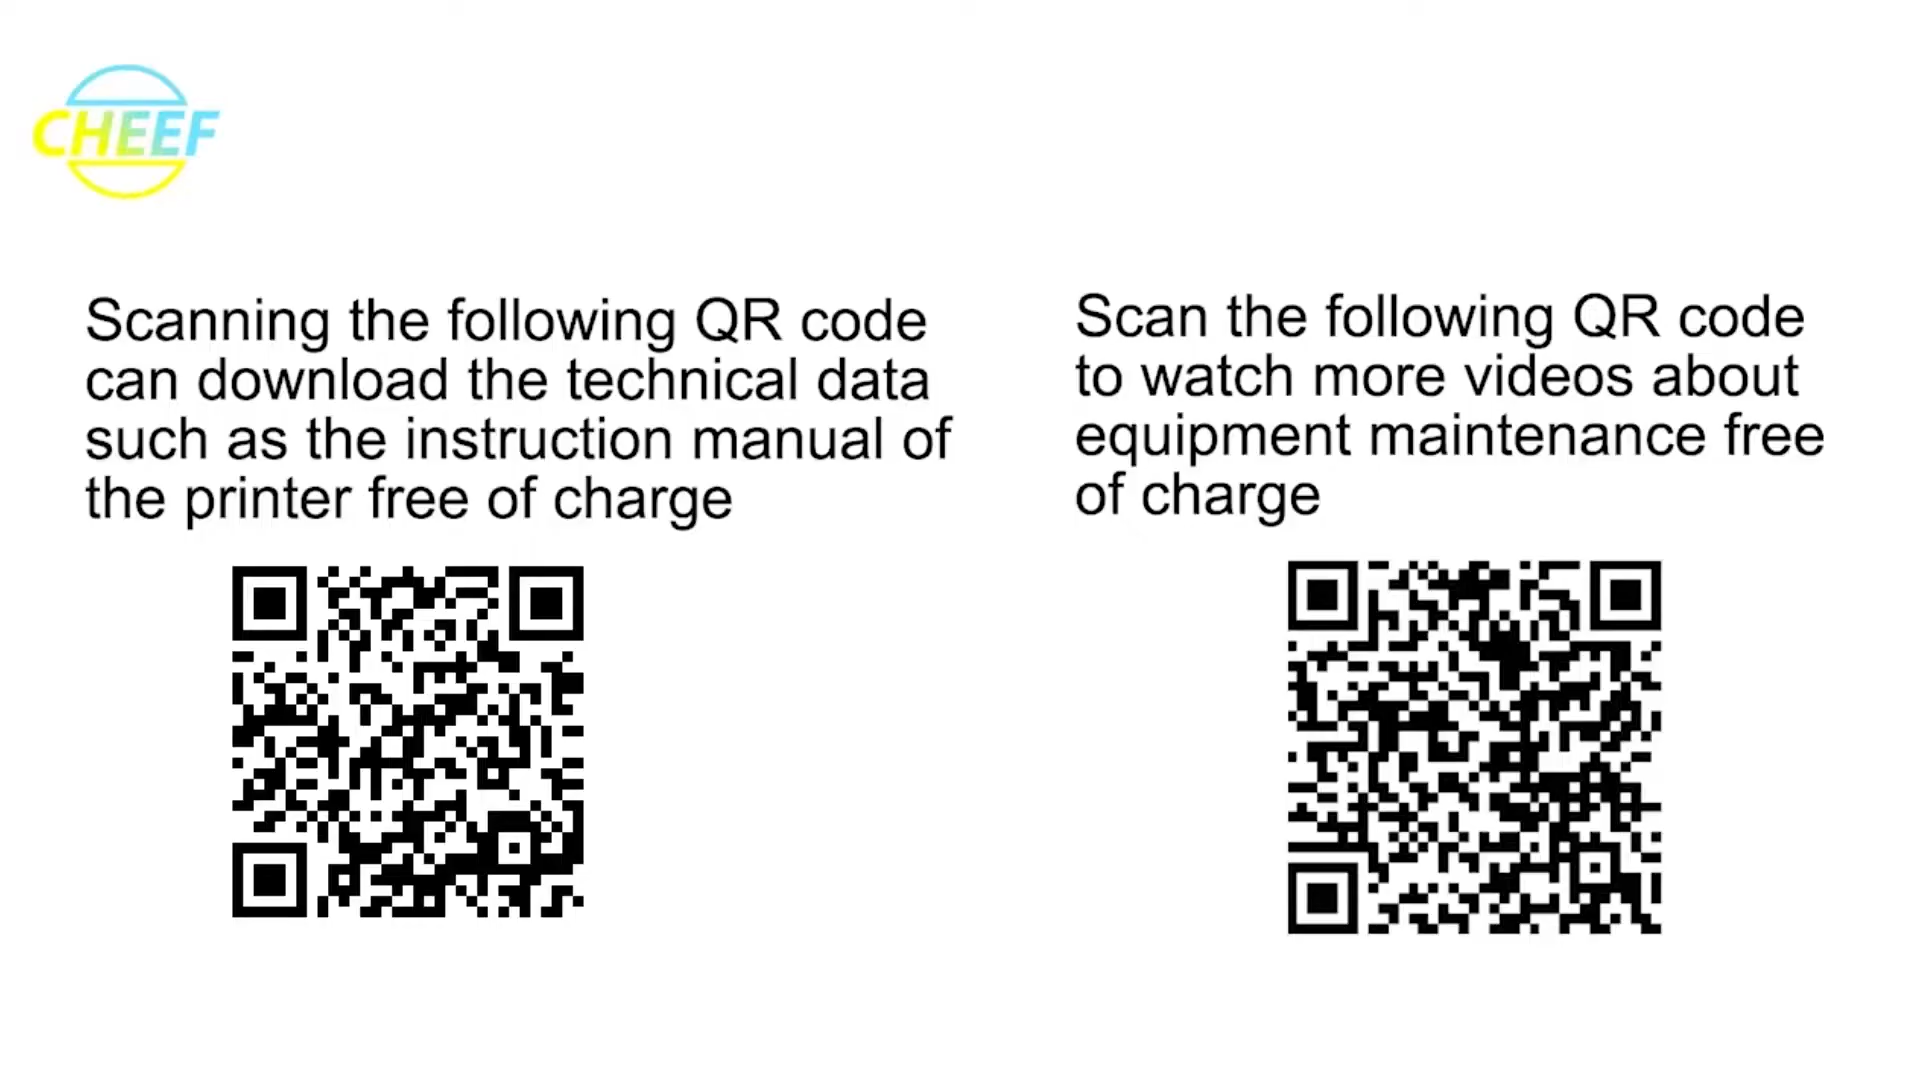 CHEEF
Scanning the following QR code
can download the technical data
such as the instruction manual of
the printer free of charge
Scan the following QR code
to watch more videos about
equipment maintenance free
of charge